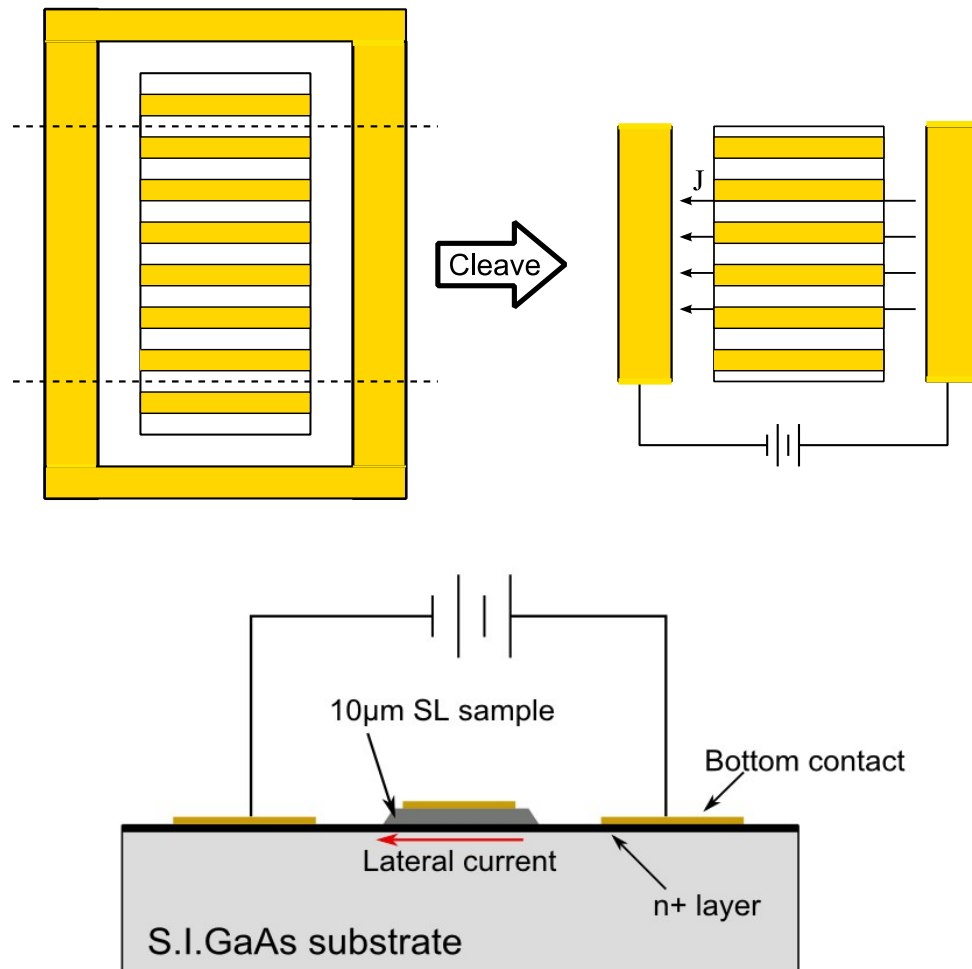 J
Cleave
10μm SL sample
Bottom contact
Lateral current
n+ layer
S.I.GaAs substrate